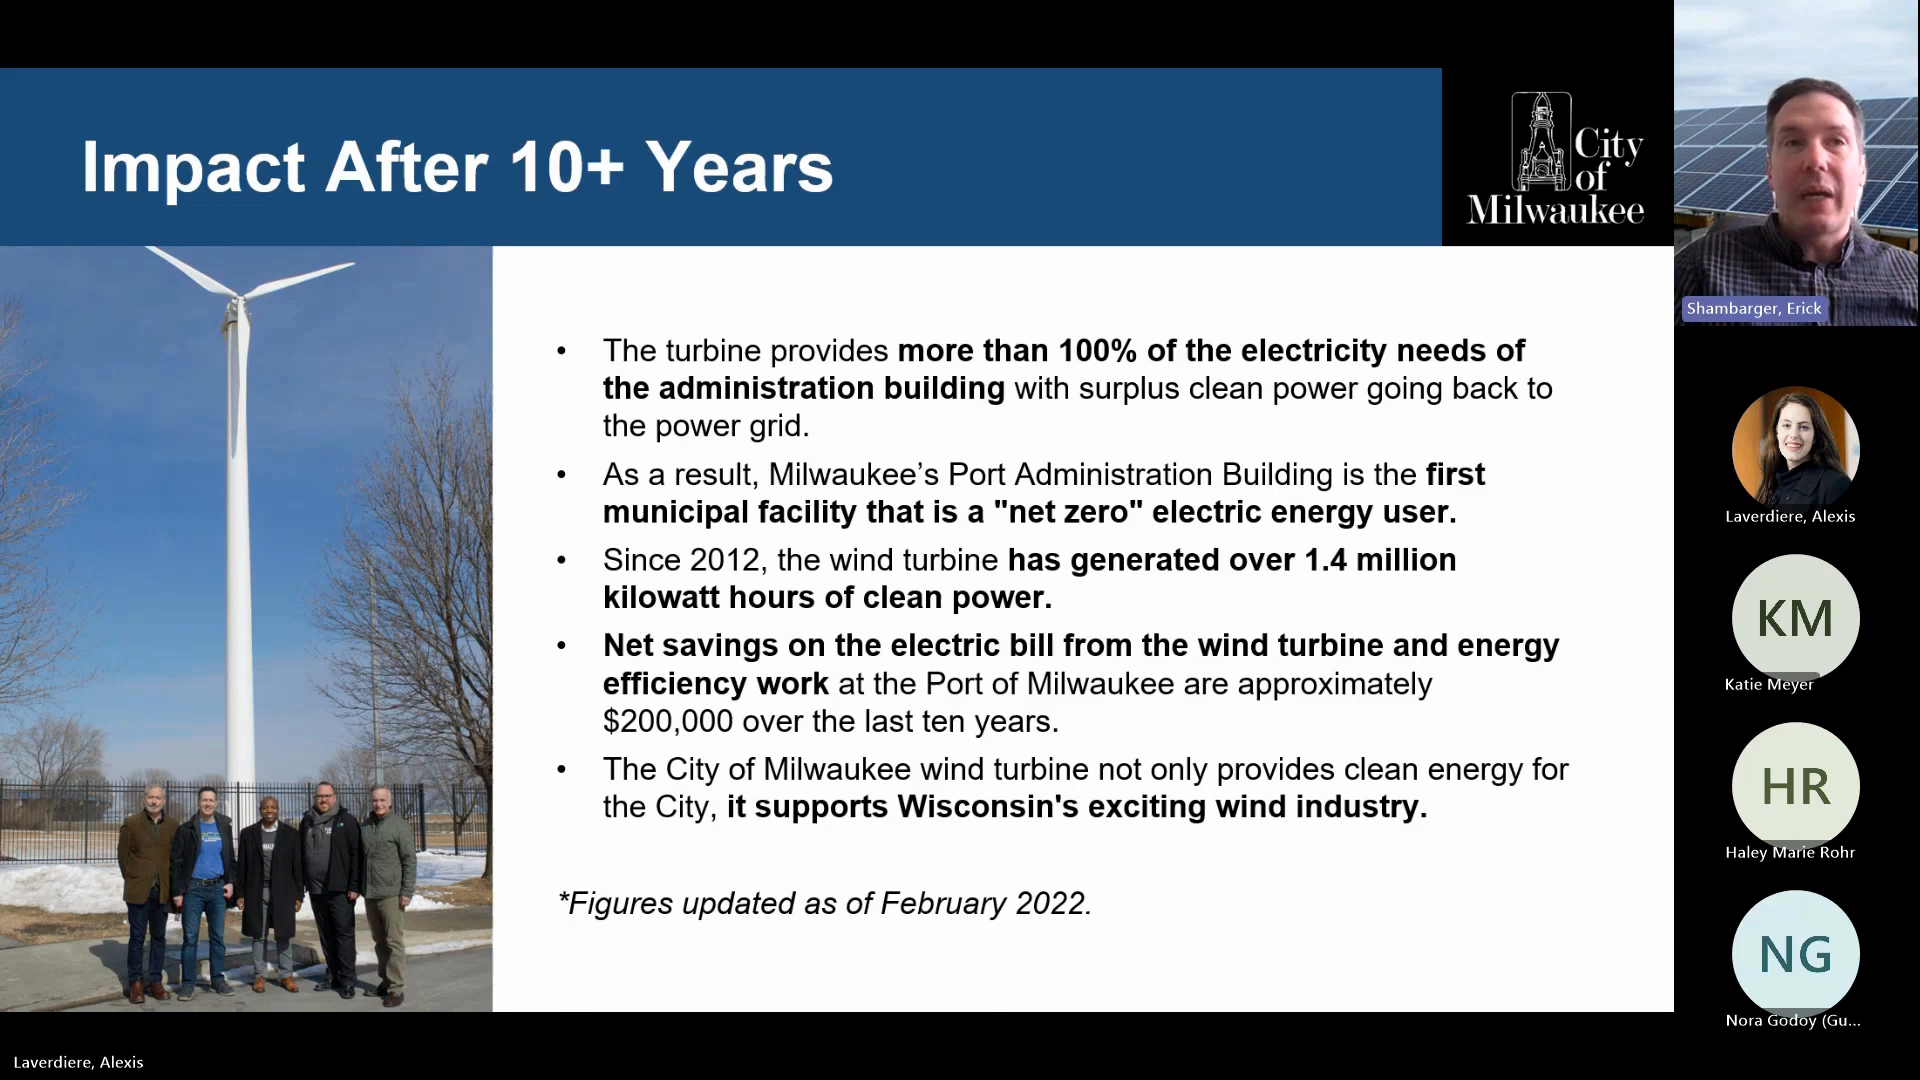 Impact After 10+ Years
City
of
Milwaukee
• The turbine provides more than 100% of the electricity needs of
the administration building with surplus clean power going back to
the power grid.
• As a result, Milwaukee’s Port Administration Building is the first
municipal facility that is a "net zero" electric energy user.
• Since 2012, the wind turbine has generated over 1.4 million
kilowatt hours of clean power.
• Net savings on the electric bill from the wind turbine and energy
efficiency work at the Port of Milwaukee are approximately
$200,000 over the last ten years.
• The City of Milwaukee wind turbine not only provides clean energy for
the City, it supports Wisconsin's exciting wind industry.
*Figures updated as of February 2022.
Shambarger, Erick
Laverdiere, Alexis
KM
Katie Meyer
HR
Haley Marie Rohr
NG
Nora Godoy (Gu...
Laverdiere, Alexis